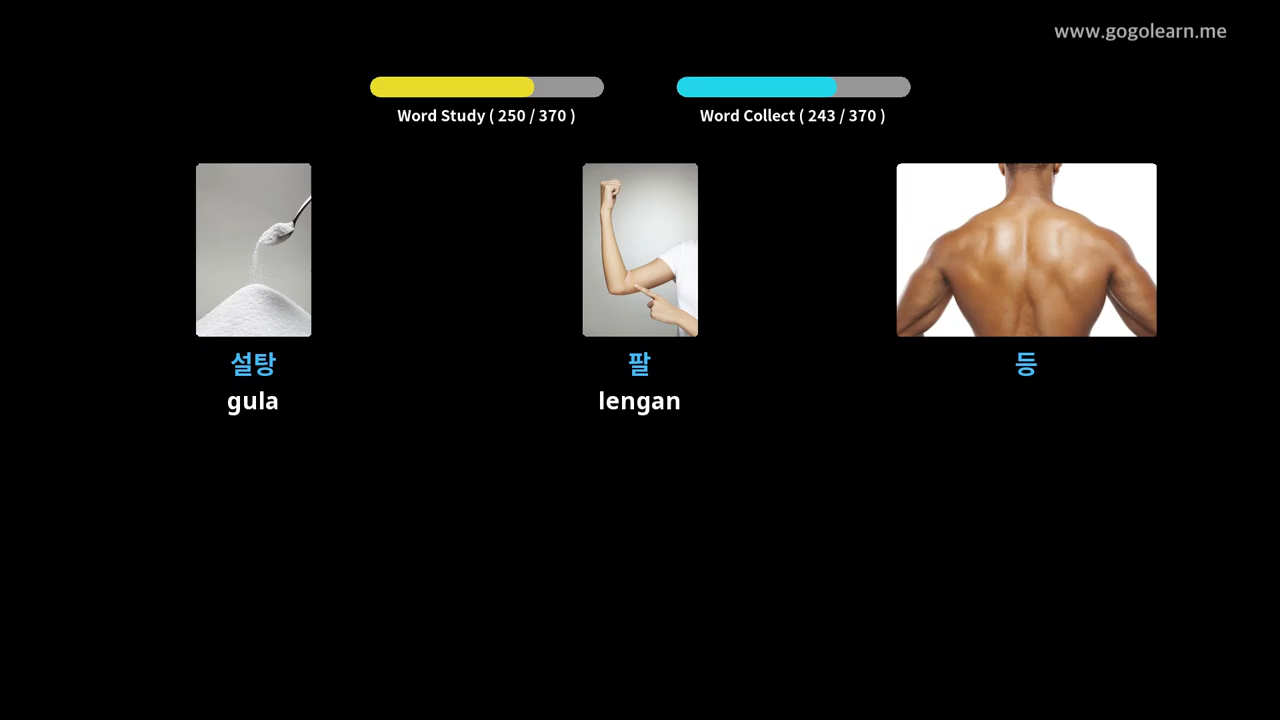 www.gogolearn.me
Word Study ( 250 / 370 )
Word Collect ( 243 / 370 )
설탕
팔
등
gula
lengan